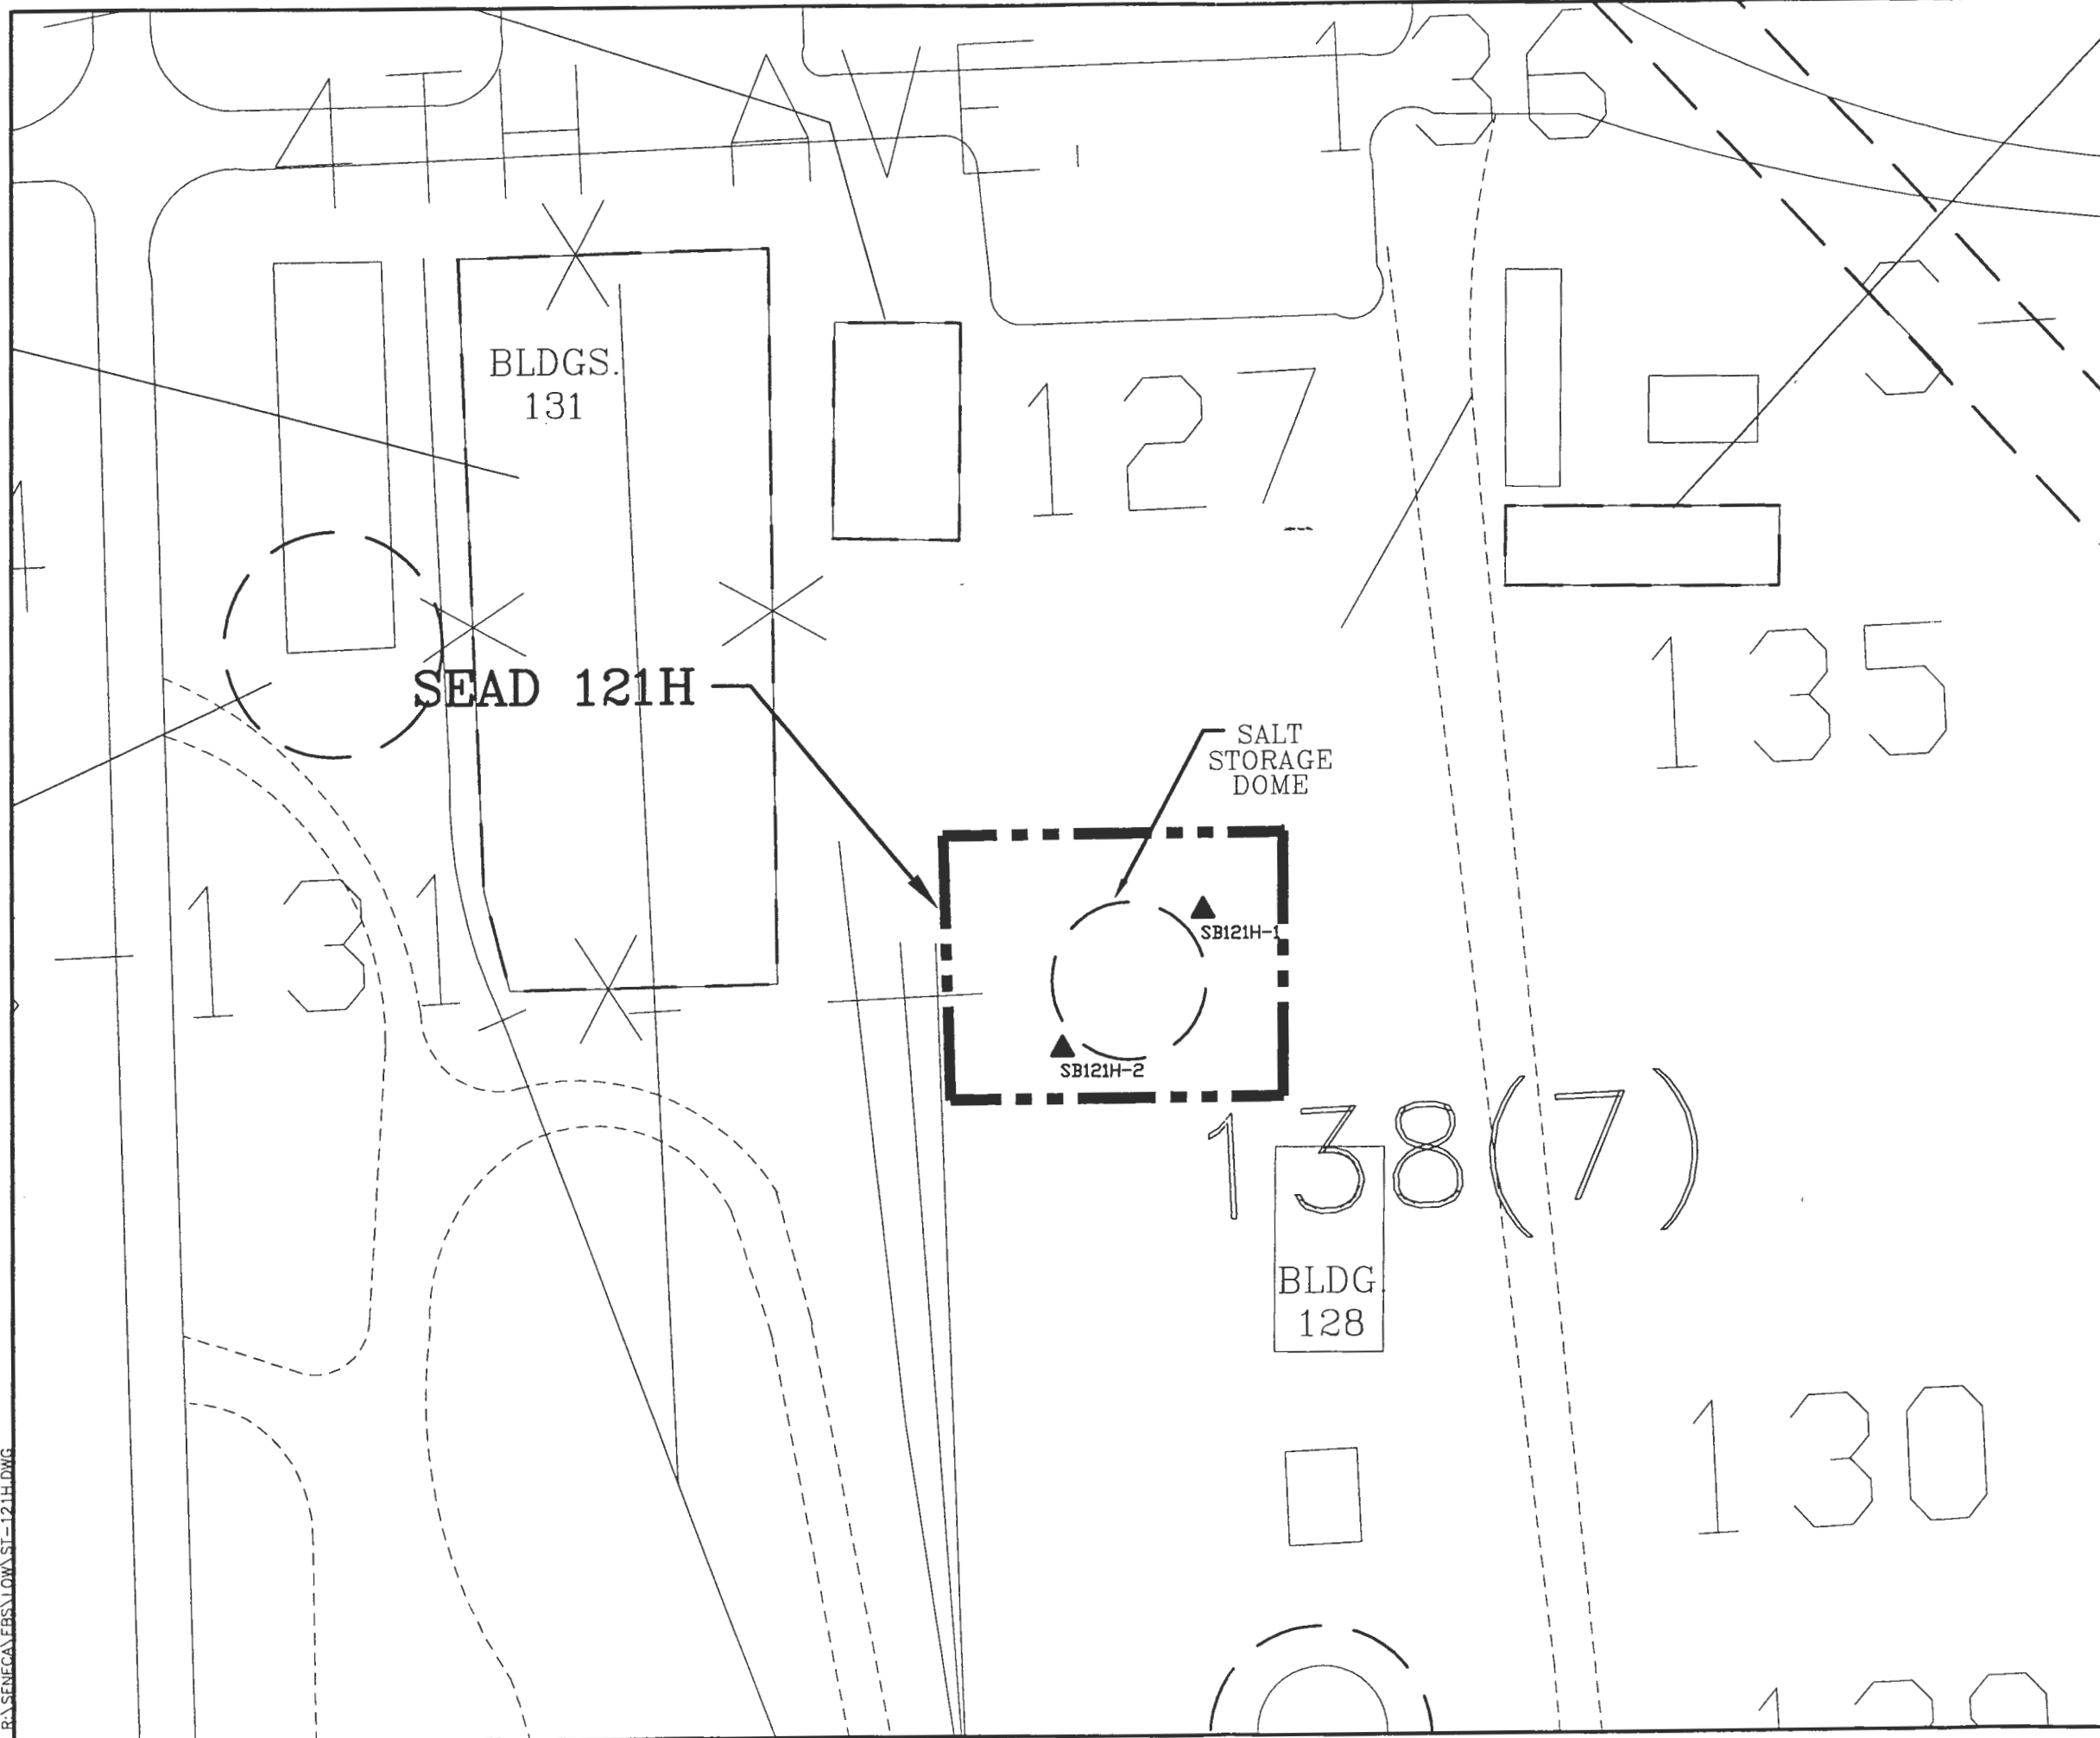 4TH AVE.
136
BLDGS.
131
127
SEAD 121H
135
SALT
STORAGE
DOME
131
SB121H-1
SB121H-2
138(7)
BLDG.
128
130
R:\SENECA\EBS\LOW\ST-121H.DWG